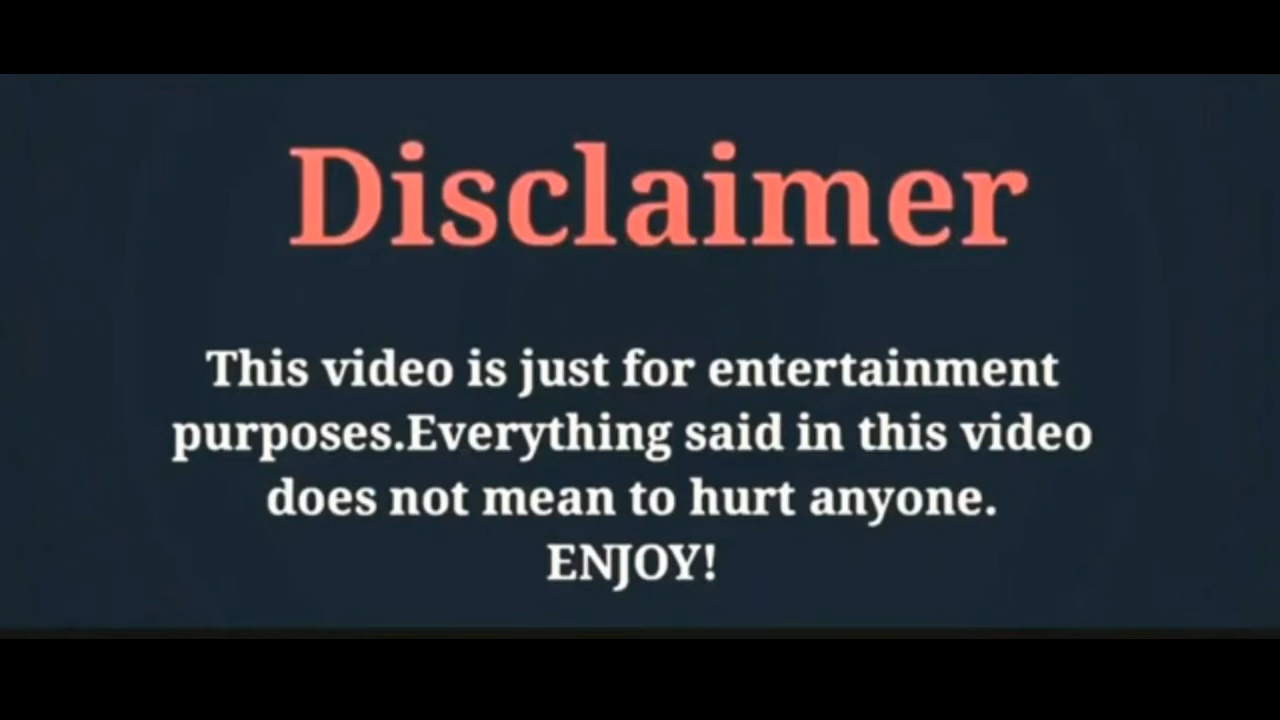 Disclaimer
This video is just for entertainment
purposes.Everything said in this video
does not mean to hurt anyone.
ENJOY!